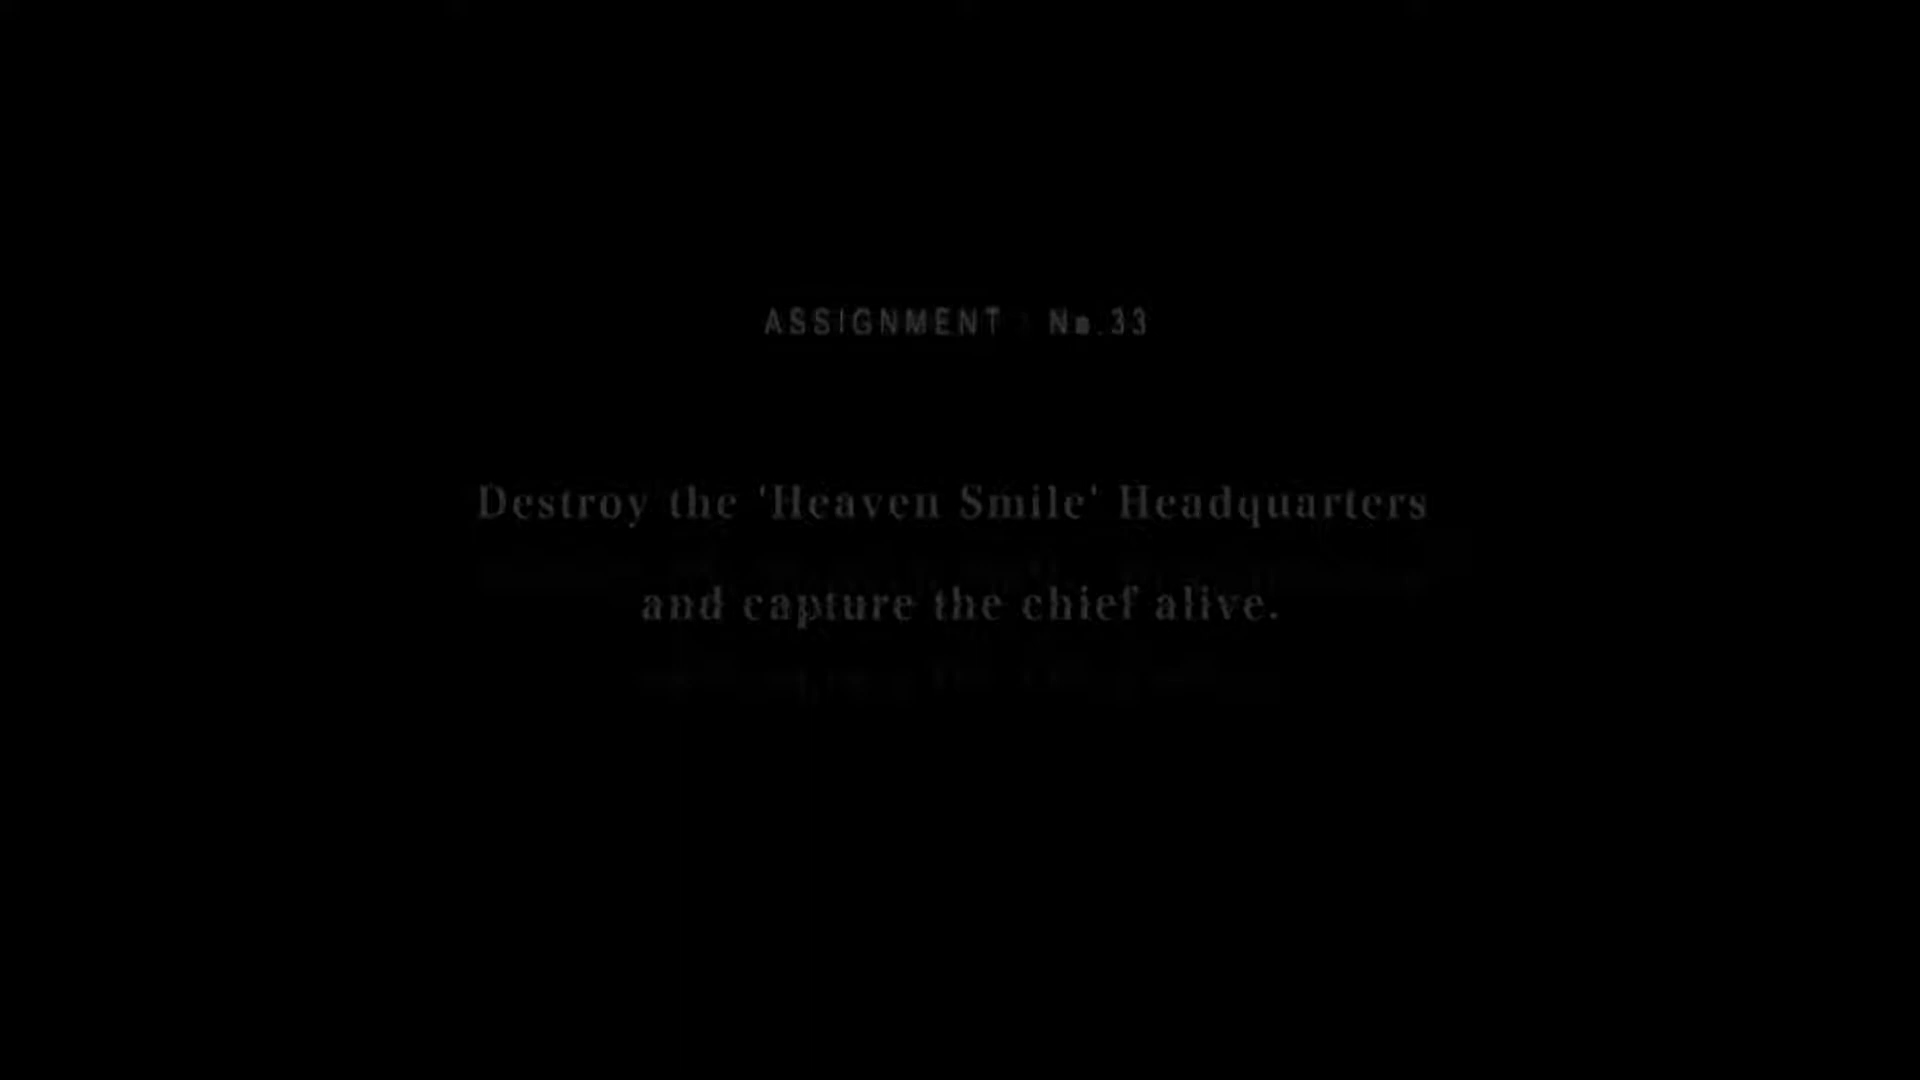 ASSIGNMENT : No.33
Destroy the 'Heaven Smile' Headquarters
and capture the chief alive.